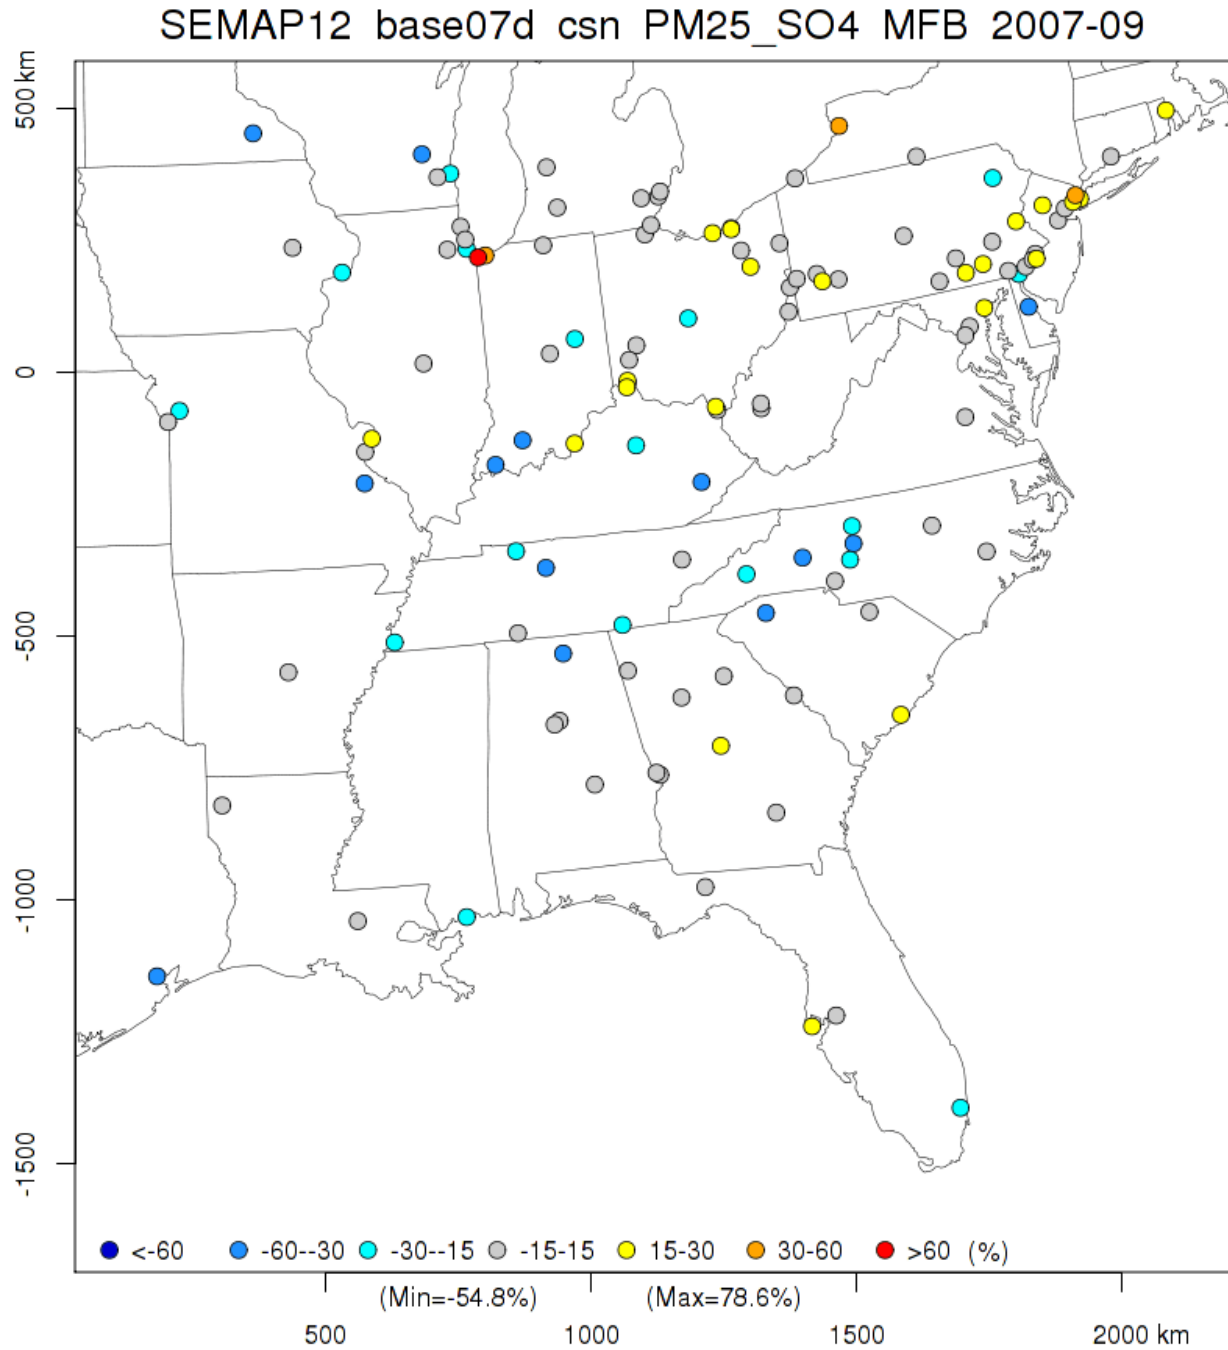 SEMAP12 base07d csn PM25_SO4 MFB 2007-09
500 km
0
-500
-1000
-1500
<-60 -60--30 -30--15 -15-15 15-30 30-60 >60 (%)
(Min=-54.8%) (Max=78.6%)
500 1000 1500 2000 km